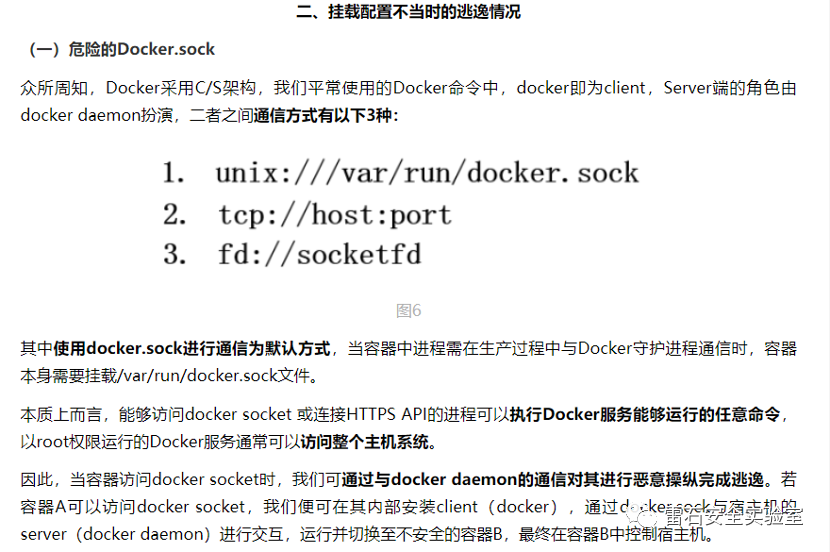 二、挂载配置不当时的逃逸情况
（一）危险的Docker.sock
众所周知，Docker采用C/S架构，我们平常使用的Docker命令中，docker即为client，Server端的角色由
docker daemon扮演，二者之间通信方式有以下3种：
1. unix:///var/run/docker.sock
2. tcp://host:port
3. fd://socketfd
图6
其中使用docker.sock进行通信为默认方式，当容器中进程需在生产过程中与Docker守护进程通信时，容器
本身需要挂载/var/run/docker.sock文件。
本质上而言，能够访问docker socket 或连接HTTPS API的进程可以执行Docker服务能够运行的任意命令，
以root权限运行的Docker服务通常可以访问整个主机系统。
因此，当容器访问docker socket时，我们可通过与docker daemon的通信对其进行恶意操纵完成逃逸。若
容器A可以访问docker socket，我们便可在其内部安装client（docker），通过docker.sock与宿主机的
server（docker daemon）进行交互，运行并切换至不安全的容器B，最终在容器B中控制宿主机。
雷石安全实验室